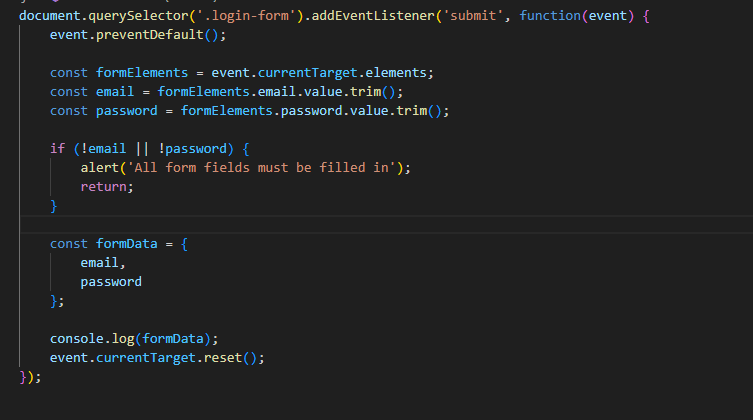 document.querySelector('.login-form').addEventListener('submit', function(event) {
    event.preventDefault();

    const formElements = event.currentTarget.elements;
    const email = formElements.email.value.trim();
    const password = formElements.password.value.trim();

    if (!email || !password) {
        alert('All form fields must be filled in');
        return;
    }

    const formData = {
        email,
        password
    };

    console.log(formData);
    event.currentTarget.reset();
});